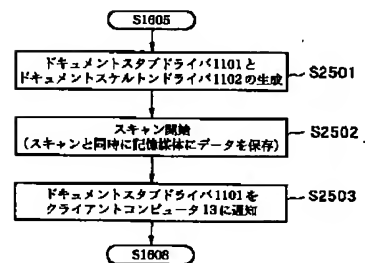 S1605
ドキュメントスタブドライバ1101と
ドキュメントスケルトンドライバ1102の生成
S2501
スキャン開始
(スキャンと同時に記憶媒体にデータを保存)
S2502
ドキュメントスタブドライバ1101を
クライアントコンピュータ13に通知
S2503
S1608